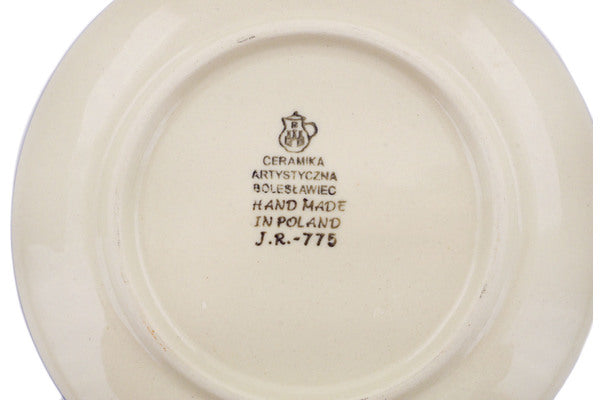 CERAMIKA
ARTYSTYCZNA
BOLESŁAWIEC
HAND MADE
IN POLAND
J.R.-775